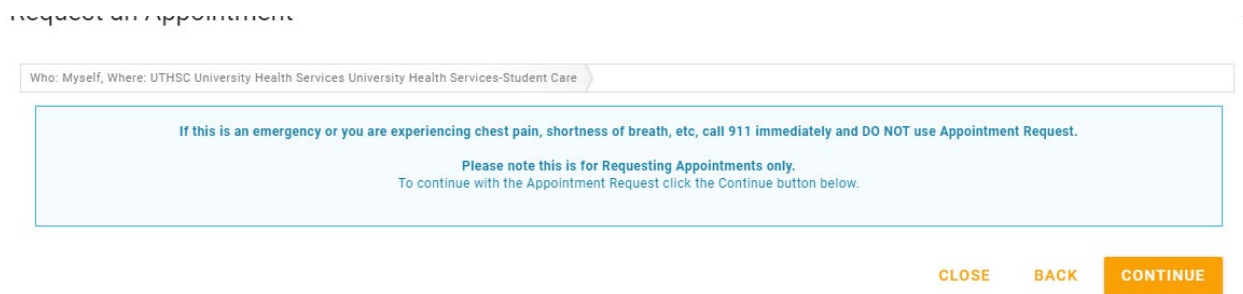 Request an Appointment
Who: Myself, Where: UTHSC University Health Services University Health Services-Student Care
If this is an emergency or you are experiencing chest pain, shortness of breath, etc, call 911 immediately and DO NOT use Appointment Request.
Please note this is for Requesting Appointments only.
To continue with the Appointment Request click the Continue button below.
CLOSE BACK CONTINUE